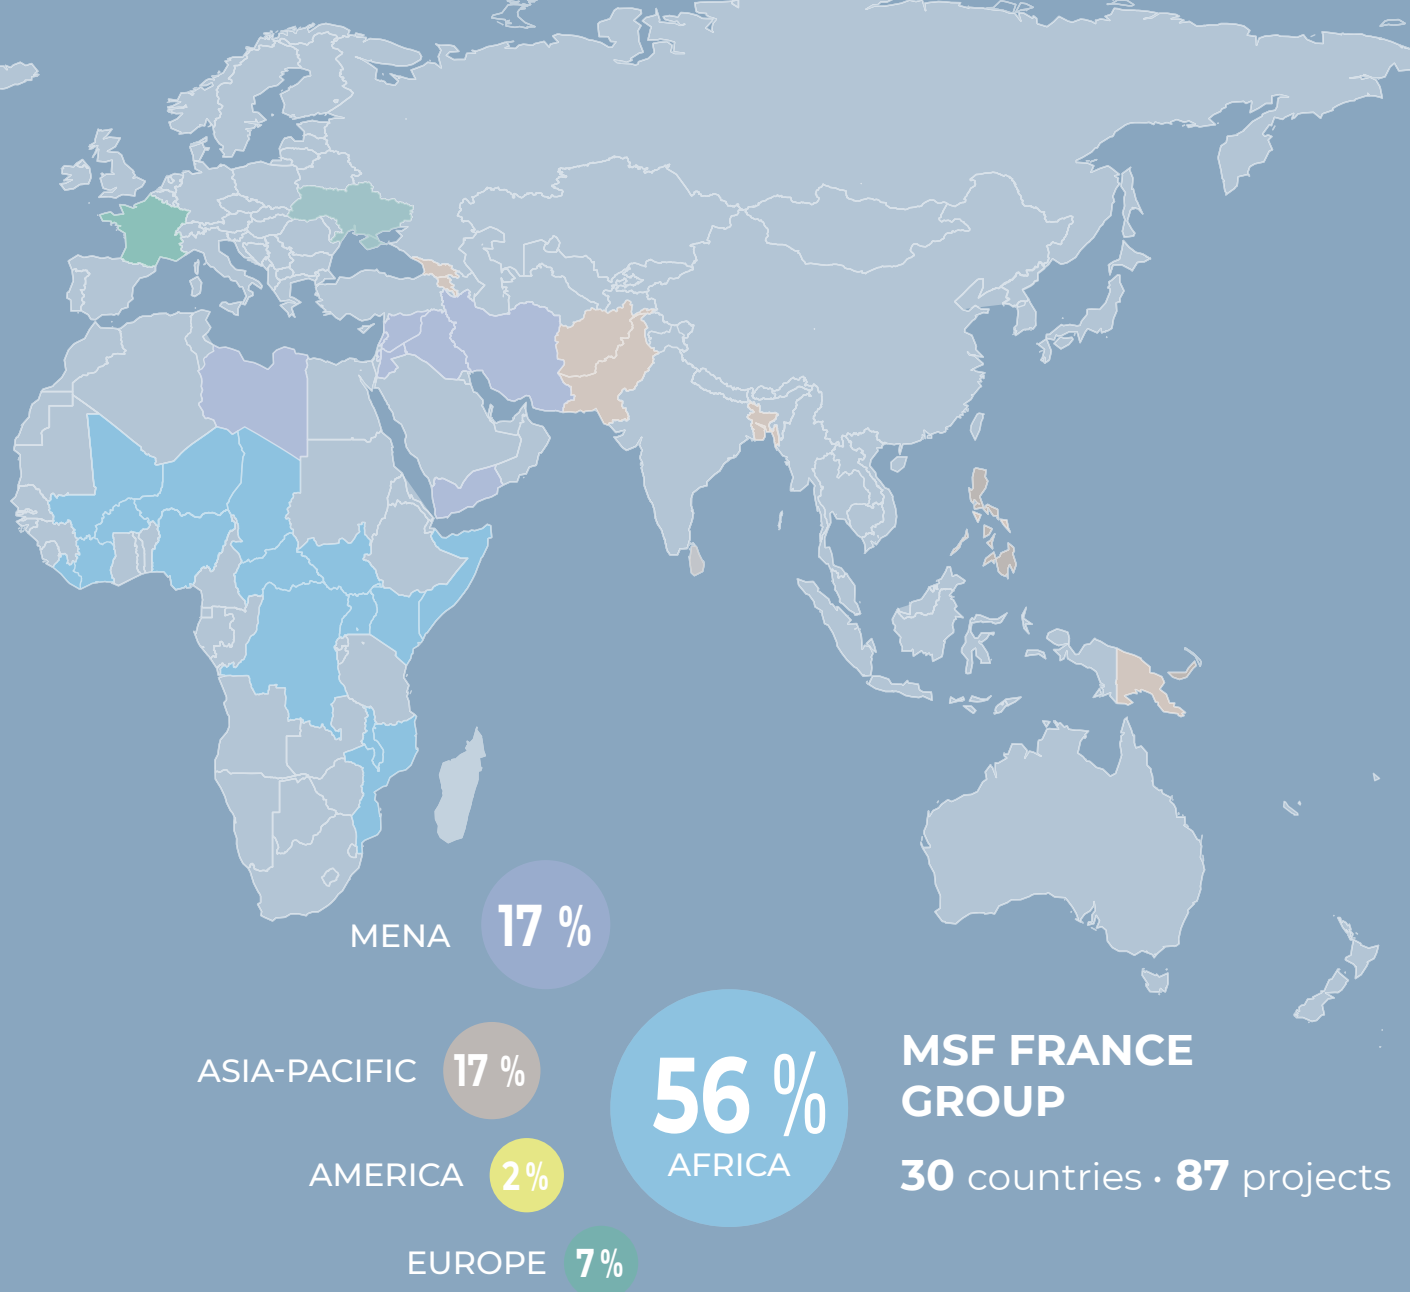 MENA
17 %
ASIA-PACIFIC
17 %
56 %
AFRICA
MSF FRANCE
GROUP
30 countries · 87 projects
AMERICA
2 %
EUROPE
7 %